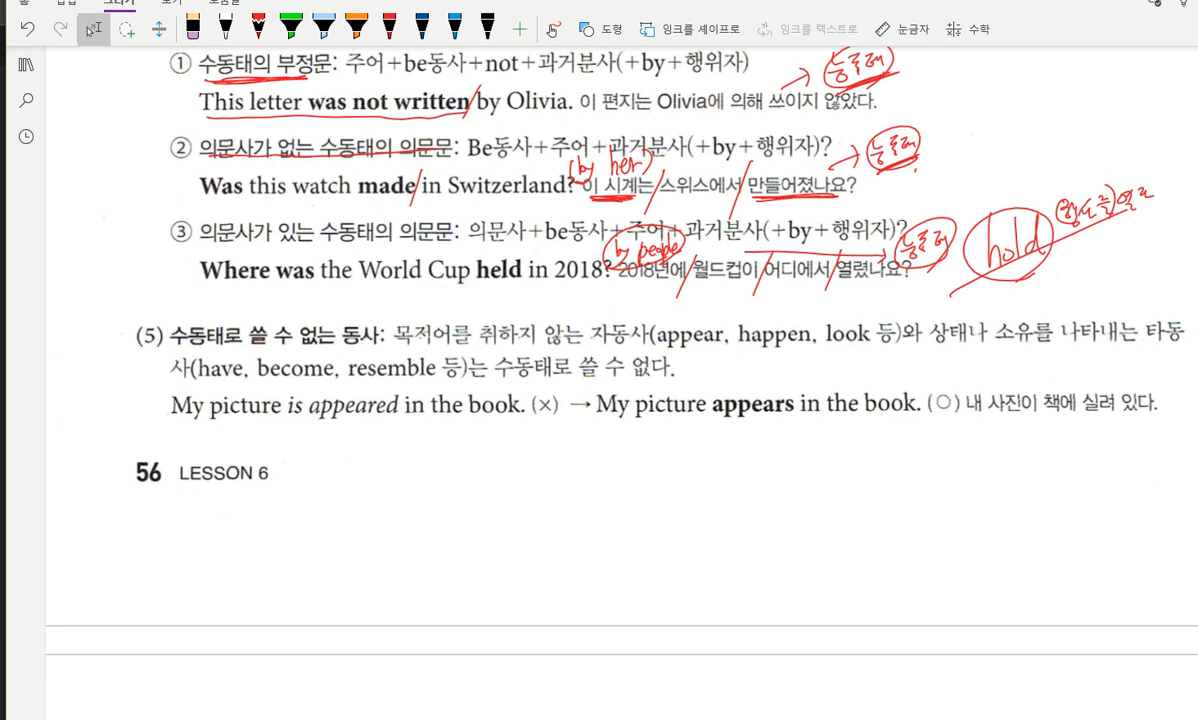 도형 잉크를 셰이프로 잉크를 텍스트로 눈금자 수학
① 수동태의 부정문: 주어+be동사+not+과거분사(+by+행위자)
능동태
This letter was not written by Olivia. 이 편지는 Olivia에 의해 쓰이지 않았다.
② 의문사가 없는 수동태의 의문문: Be동사+주어+과거분사(+by+행위자)?
능동태
(by her)
Was this watch made in Switzerland? 이 시계는 스위스에서 만들어졌나요?
③ 의문사가 있는 수동태의 의문문: 의문사+be동사+주어+과거분사(+by+행위자)?
by people
능동태
hold
Where was the World Cup held in 2018? 2018년에 월드컵이 어디에서 열렸나요?
(5) 수동태로 쓸 수 없는 동사: 목적어를 취하지 않는 자동사(appear, happen, look 등)와 상태나 소유를 나타내는 타동
사(have, become, resemble 등)는 수동태로 쓸 수 없다.
My picture is appeared in the book. (×) → My picture appears in the book. (○) 내 사진이 책에 실려 있다.
56 LESSON 6